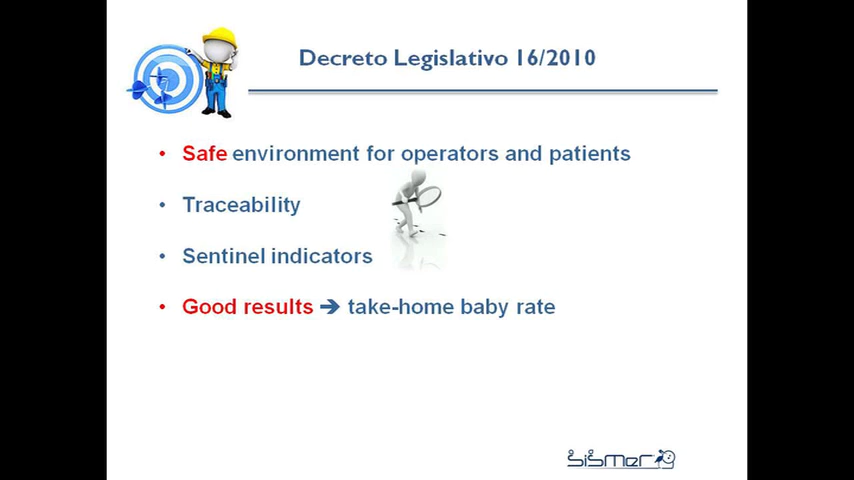 Decreto Legislativo 16/2010
• Safe environment for operators and patients
• Traceability
• Sentinel indicators
• Good results ➔ take-home baby rate
SISMER